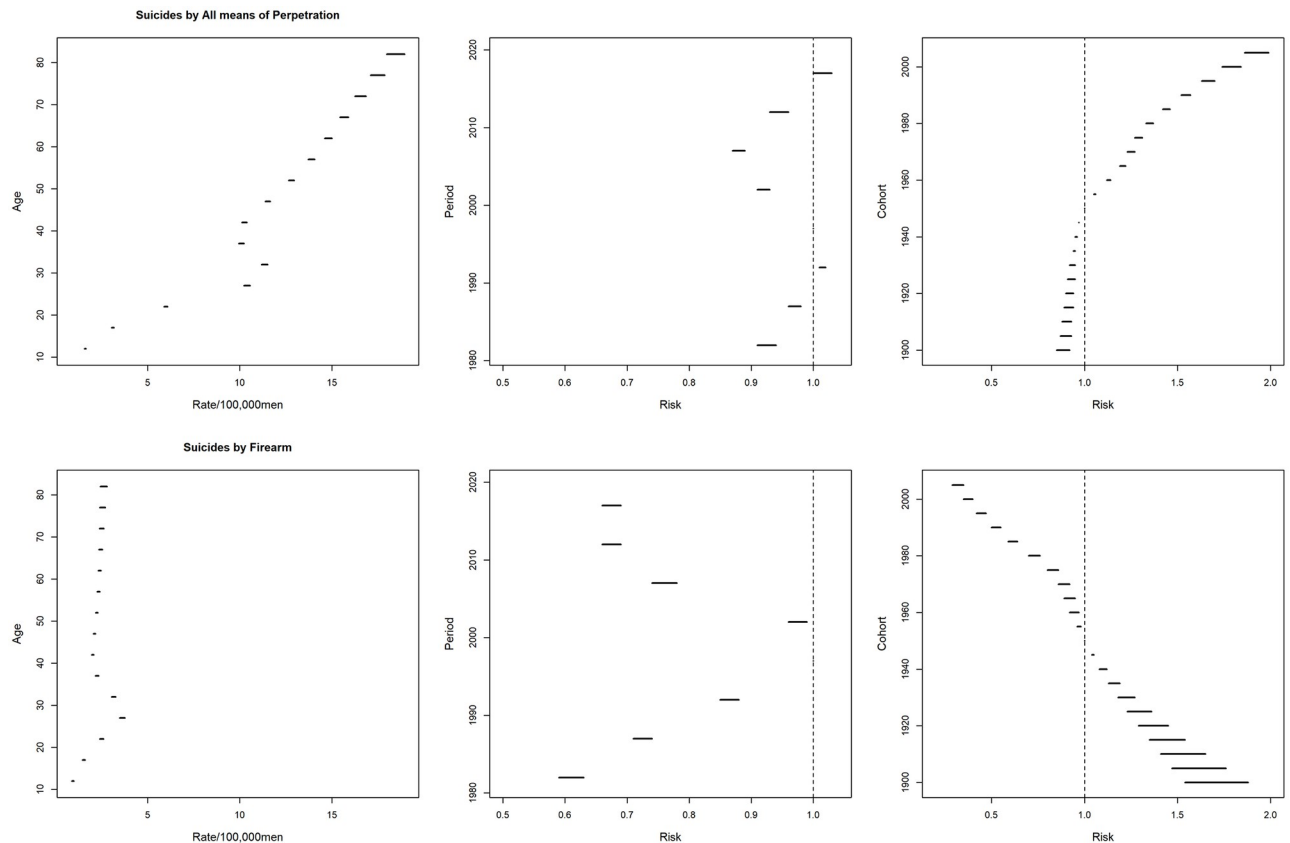 Suicides by All means of Perpetration
80
70
60
50
40
30
20
10
Age
5 10 15
Rate/100,000men
2020
2010
2000
1990
1980
Period
0.5 0.6 0.7 0.8 0.9 1.0
Risk
2000
1980
1960
1940
1920
1900
Cohort
0.5 1.0 1.5 2.0
Risk
Suicides by Firearm
80
70
60
50
40
30
20
10
Age
5 10 15
Rate/100,000men
2020
2010
2000
1990
1980
Period
0.5 0.6 0.7 0.8 0.9 1.0
Risk
2000
1980
1960
1940
1920
1900
Cohort
0.5 1.0 1.5 2.0
Risk